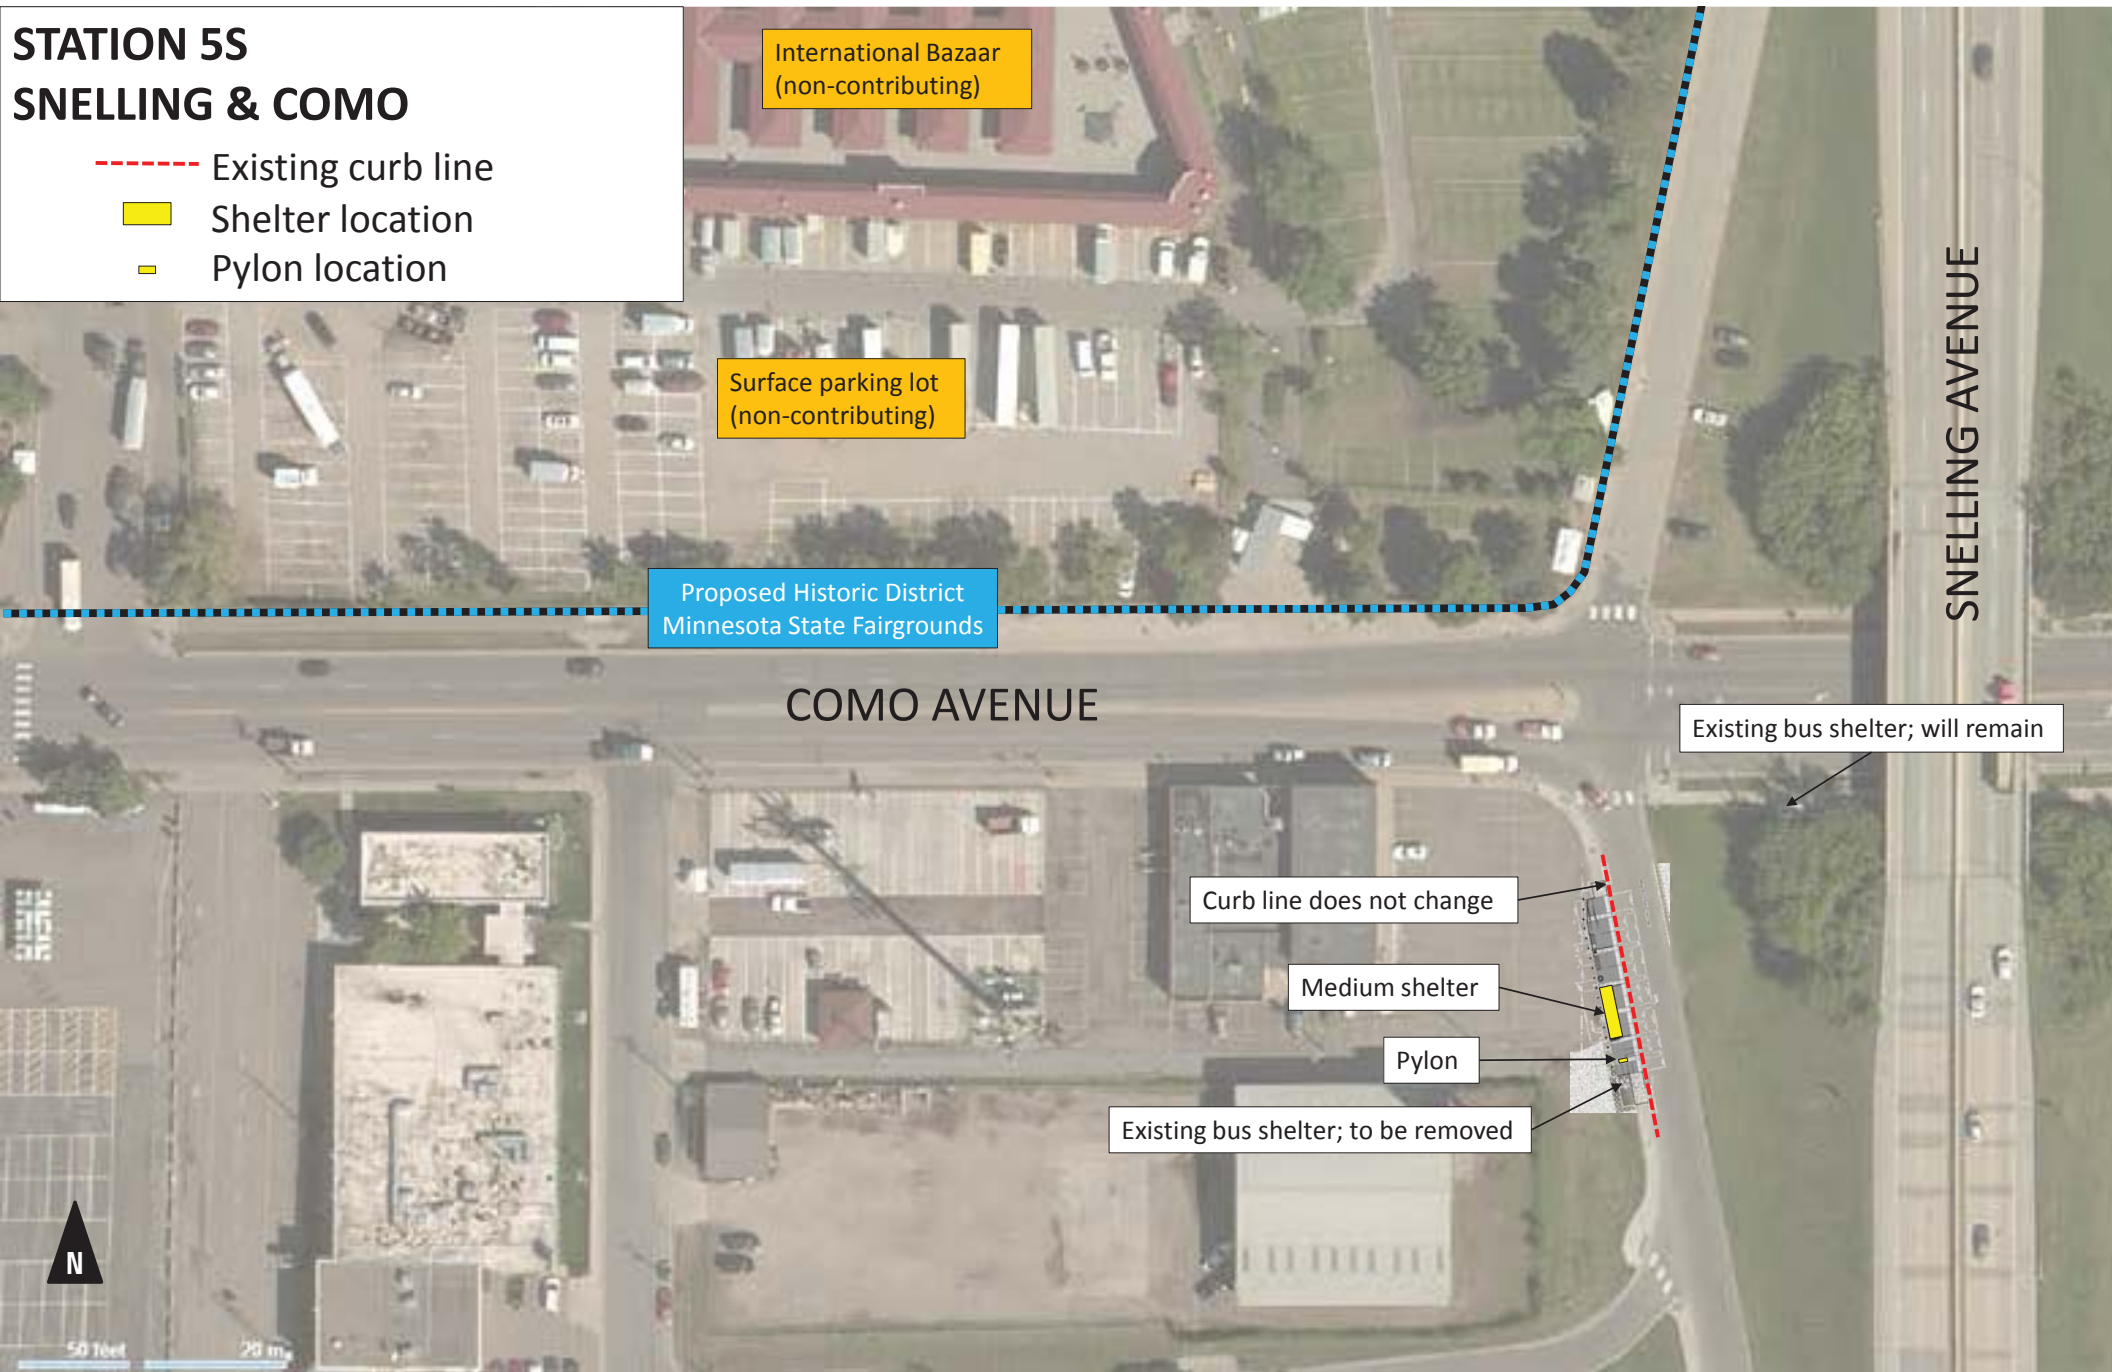 STATION 5S
SNELLING & COMO
Existing curb line
Shelter location
Pylon location
International Bazaar
(non-contributing)
Surface parking lot
(non-contributing)
SNELLING AVENUE
Proposed Historic District
Minnesota State Fairgrounds
COMO AVENUE
Existing bus shelter; will remain
Curb line does not change
Medium shelter
Pylon
Existing bus shelter; to be removed
N
50 feet
20 m